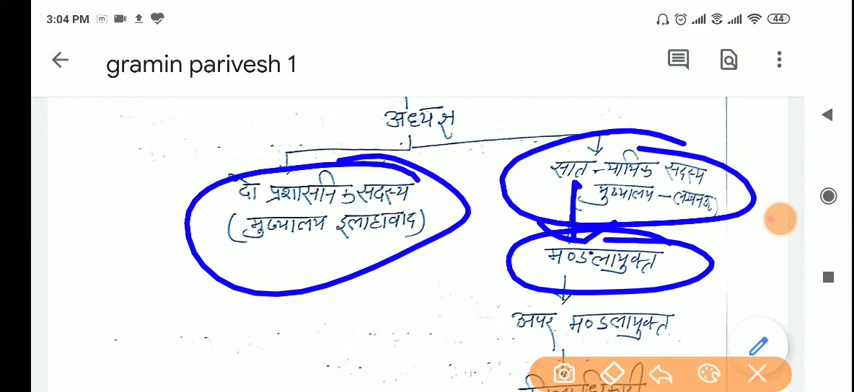 3:04 PM
44
gramin parivesh 1
अध्यक्ष
दो प्रशासनिक सदस्य
(मुख्यालय इलाहाबाद)
सात - न्यायिक सदस्य
मुख्यालय - लखनऊ)
मण्डलायुक्त
अपर मण्डलायुक्त